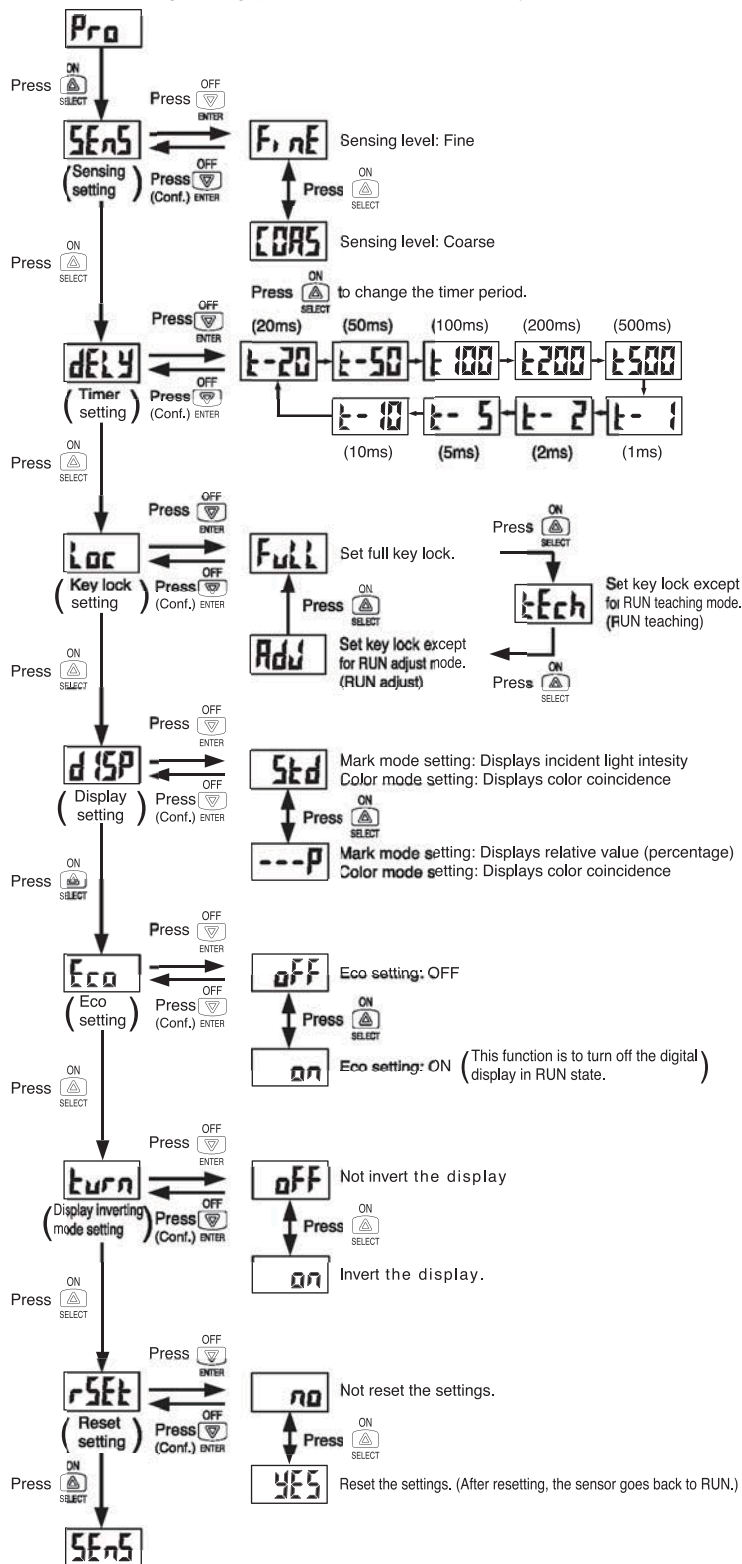 Pro
ON
Press
SELECT
OFF
Press
ENTER
SEnS
(Sensing setting)
OFF
Press
(Conf.) ENTER
FinE
Sensing level: Fine
ON
Press
SELECT
COAS
Sensing level: Coarse
ON
Press
SELECT
ON
Press to change the timer period.
SELECT
OFF
Press
ENTER
dELY
(Timer setting)
OFF
Press
(Conf.) ENTER
(20ms) (50ms) (100ms) (200ms) (500ms)
t-20 t-50 t 100 t200 t500
t-10 t- 5 t- 2 t- 1
(10ms) (5ms) (2ms) (1ms)
ON
Press
SELECT
OFF
Press
ENTER
Loc
(Key lock setting)
OFF
Press
(Conf.) ENTER
FuLL
Set full key lock.
ON
Press
SELECT
tEch
Set key lock except
for RUN teaching mode.
(RUN teaching)
ON
Press
SELECT
AdJ
Set key lock except
for RUN adjust mode.
(RUN adjust)
ON
Press
SELECT
ON
Press
SELECT
OFF
Press
ENTER
dISP
(Display setting)
OFF
Press
(Conf.) ENTER
Std
Mark mode setting: Displays incident light intesity
Color mode setting: Displays color coincidence
ON
Press
SELECT
---P
Mark mode setting: Displays relative value (percentage)
Color mode setting: Displays color coincidence
ON
Press
SELECT
OFF
Press
ENTER
Eco
(Eco setting)
OFF
Press
(Conf.) ENTER
oFF
Eco setting: OFF
ON
Press
SELECT
on
Eco setting: ON (This function is to turn off the digital
display in RUN state.)
ON
Press
SELECT
OFF
Press
ENTER
turn
(Display inverting
mode setting)
OFF
Press
(Conf.) ENTER
oFF
Not invert the display
ON
Press
SELECT
on
Invert the display.
ON
Press
SELECT
OFF
Press
ENTER
rSEt
(Reset setting)
OFF
Press
(Conf.) ENTER
no
Not reset the settings.
ON
Press
SELECT
YES
Reset the settings. (After resetting, the sensor goes back to RUN.)
ON
Press
SELECT
SEnS